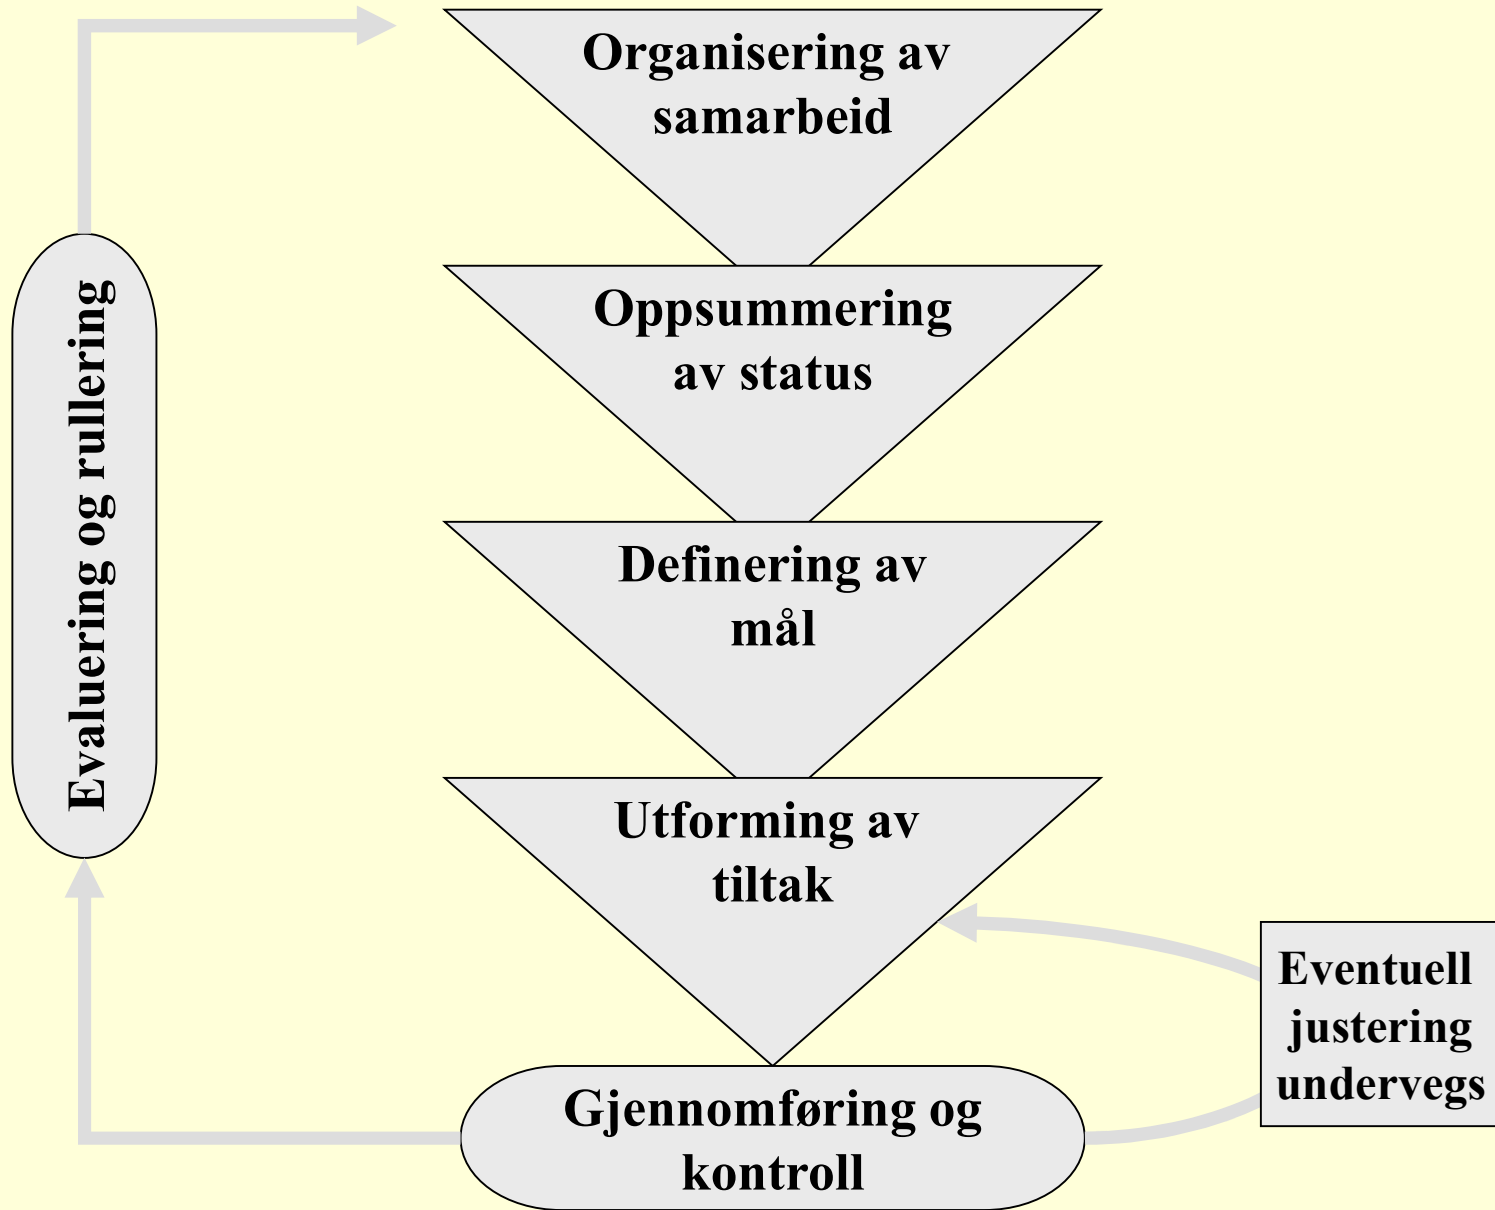 Organisering av
samarbeid
Oppsummering
av status
Definering av
mål
Utforming av
tiltak
Gjennomføring og
kontroll
Eventuell
justering
undervegs
Evaluering og rullering